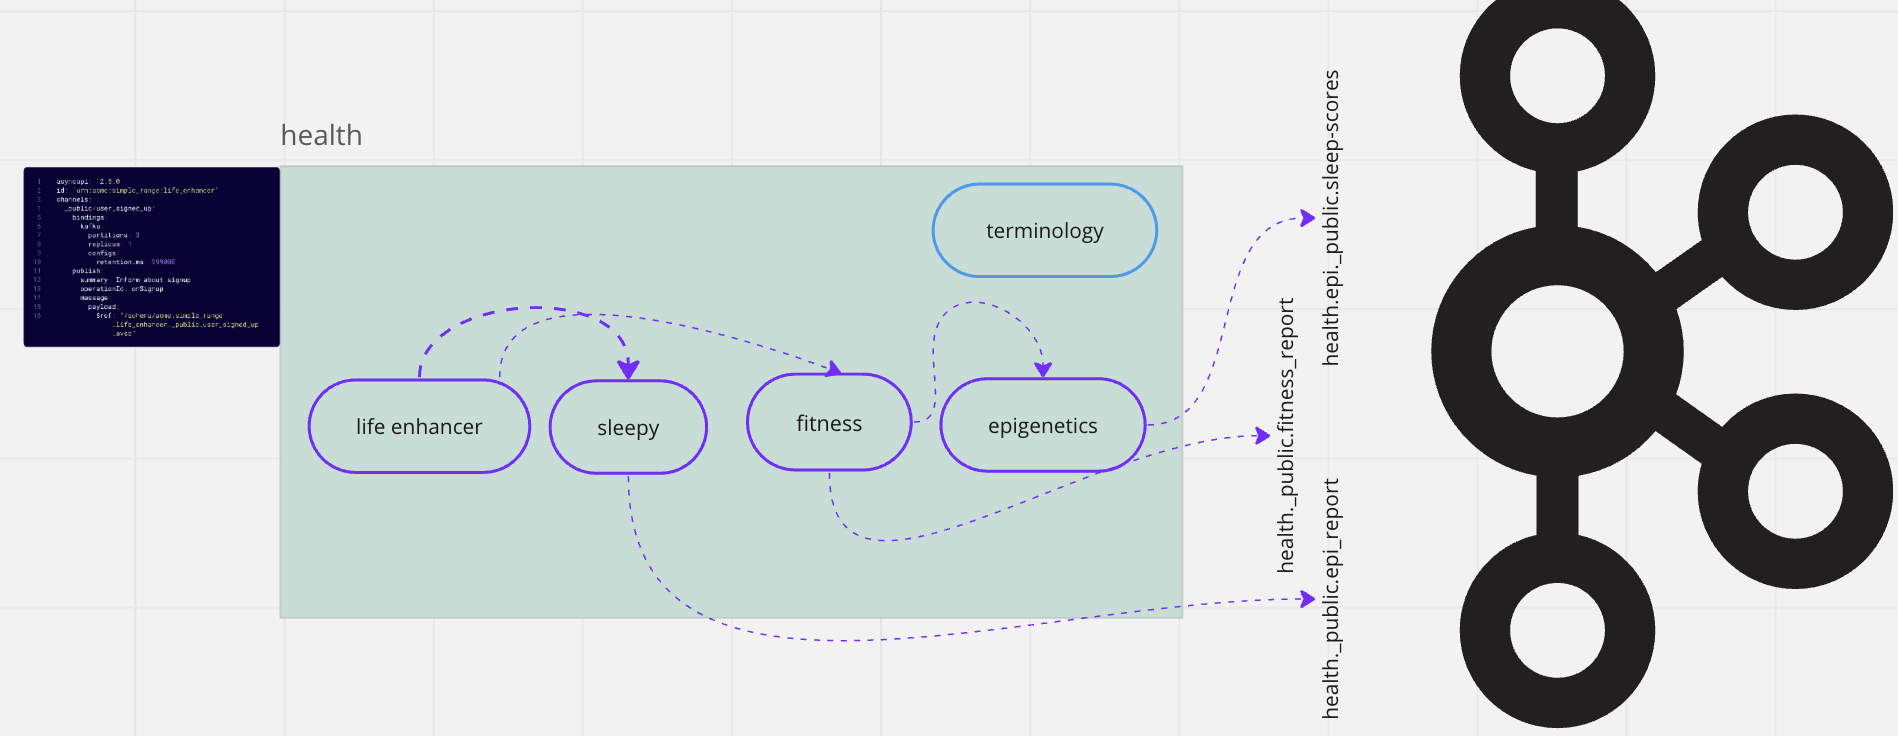 health
1 asyncapi: '2.5.0
2 id: 'urn:acme:simple_range:life_enhancer'
3 channels:
4 _public/user_signed_up:
5 bindings:
6 kafka:
7 partitions: 3
8 replicas: 1
9 configs:
10 retention.ms: 999000
11 publish:
12 summary: Inform about signup
13 operationId: onSignup
14 message
15 payload:
16 $ref: "/schema/acme.simple_range
.life_enhancer._public.user_signed_up
.avsc"
terminology
life enhancer
sleepy
fitness
epigenetics
health.epi._public.sleep-scores
health._public.fitness_report
health._public.epi_report